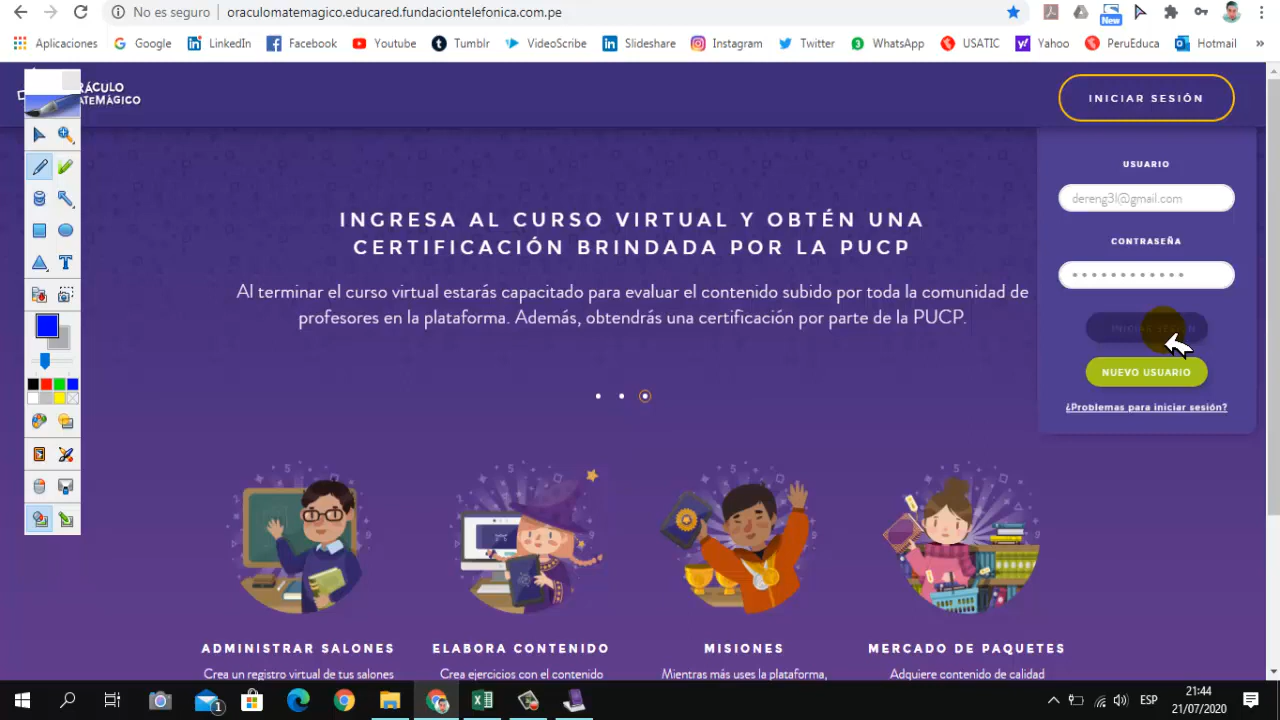 No es seguro
oraculomatemagico.educared.fundaciontelefonica.com.pe
New
Aplicaciones
Google
LinkedIn
Facebook
Youtube
Tumblr
VideoScribe
Slideshare
Instagram
Twitter
WhatsApp
USATIC
Yahoo
PeruEduca
Hotmail
»
INICIAR SESIÓN
USUARIO
dereng3l@gmail.com
CONTRASEÑA
NUEVO USUARIO
¿Problemas para iniciar sesión?
INGRESA AL CURSO VIRTUAL Y OBTÉN UNA
CERTIFICACIÓN BRINDADA POR LA PUCP
Al terminar el curso virtual estarás capacitado para evaluar el contenido subido por toda la comunidad de
profesores en la plataforma. Además, obtendrás una certificación por parte de la PUCP.
ADMINISTRAR SALONES
Crea un registro virtual de tus salones
ELABORA CONTENIDO
Crea ejercicios con el contenido
MISIONES
Mientras más uses la plataforma,
MERCADO DE PAQUETES
Adquiere contenido de calidad
1
ESP
21:44
21/07/2020